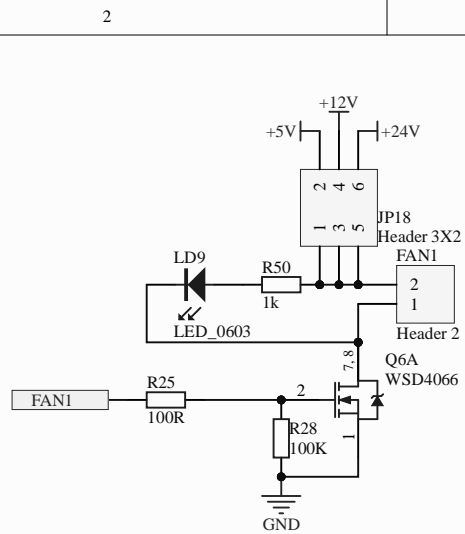 2
+12V
+5V
+24V
2 4 6
1 3 5
JP18
Header 3X2
FAN1
LD9
R50
2
1
1k
LED_0603
Header 2
7, 8
Q6A
WSD4066
R25
2
FAN1
100R
R28
1
100K
GND